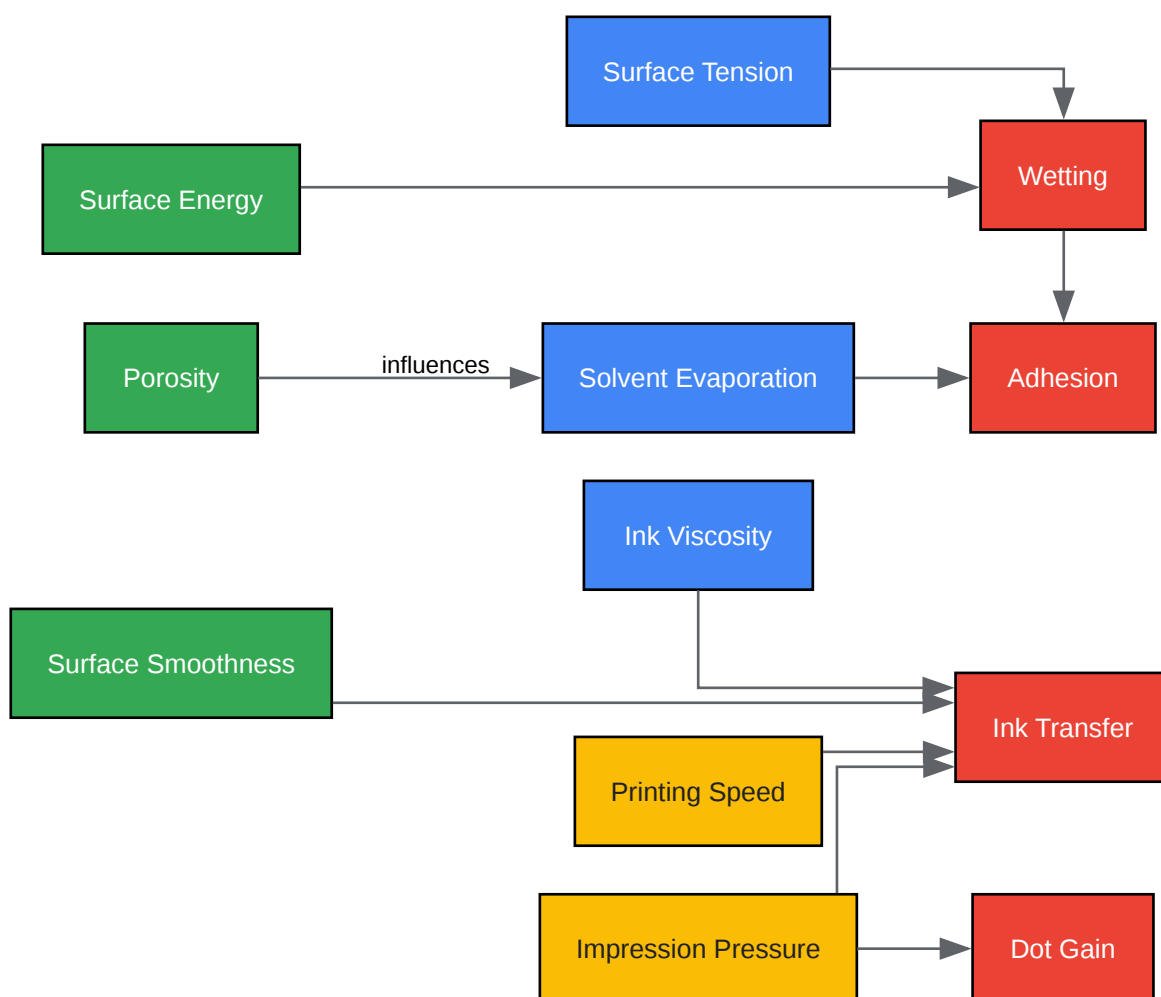 Surface Tension
Wetting
Surface Energy
Porosity
influences
Solvent Evaporation
Adhesion
Ink Viscosity
Surface Smoothness
Ink Transfer
Printing Speed
Impression Pressure
Dot Gain